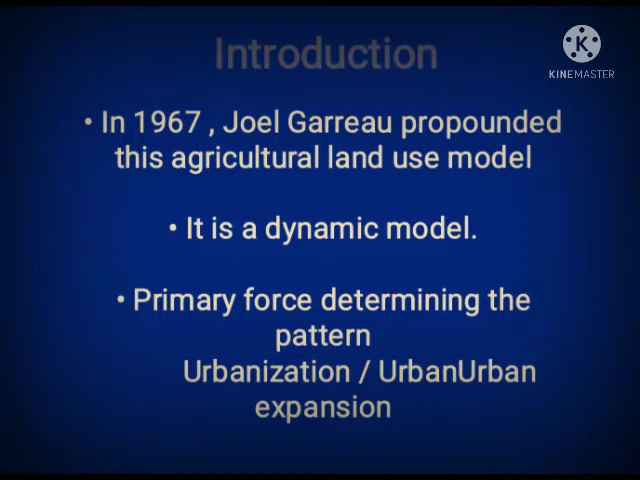 Introduction
KINEMASTER
• In 1967 , Joel Garreau propounded
this agricultural land use model
• It is a dynamic model.
• Primary force determining the
pattern
Urbanization / UrbanUrban
expansion